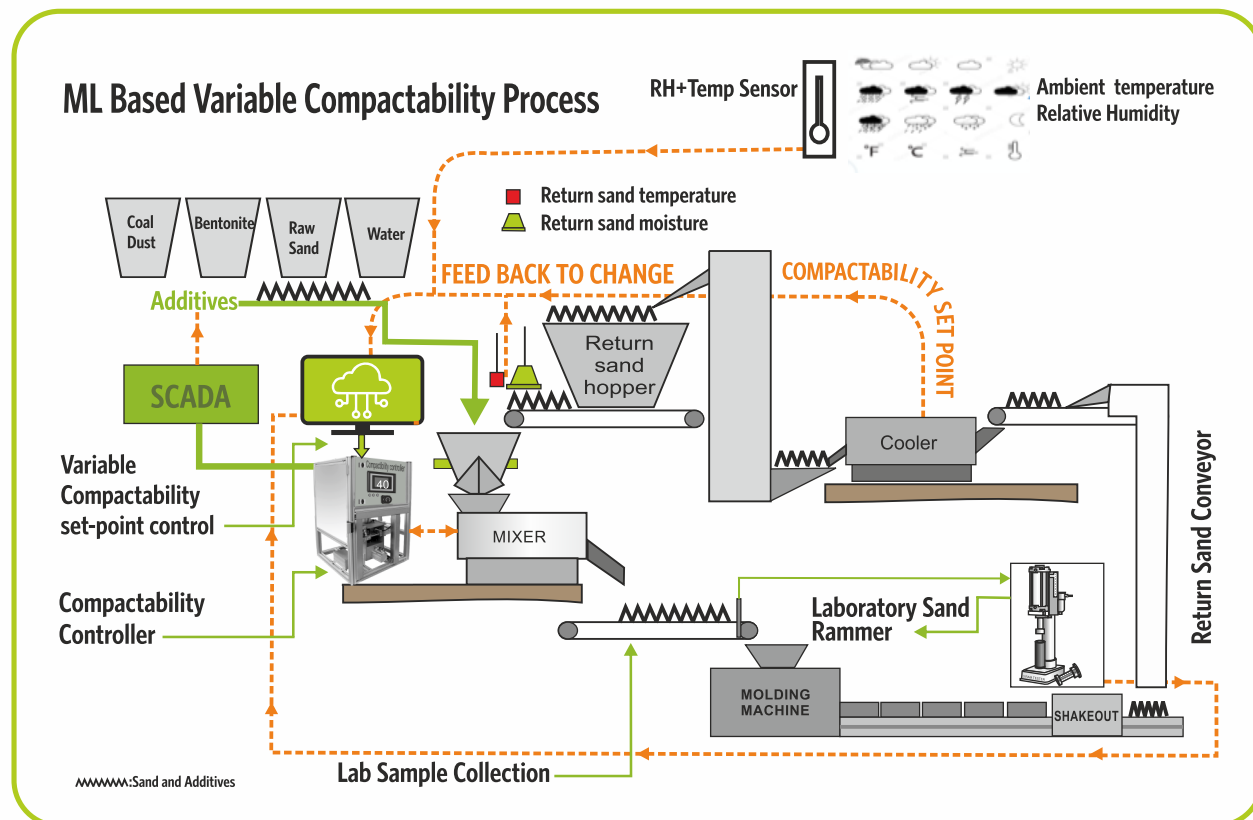 ML Based Variable Compactability Process
RH+Temp Sensor
Ambient temperature
Relative Humidity
°F
°C
Return sand temperature
Return sand moisture
Coal
Dust
Bentonite
Raw
Sand
Water
Additives
FEED BACK TO CHANGE
COMPACTABILITY SET POINT
Return
sand
hopper
SCADA
Cooler
Variable
Compactability
set-point control
Compactibility controller
40
MIXER
Return Sand Conveyor
Compactability
Controller
Laboratory Sand
Rammer
MOLDING
MACHINE
SHAKEOUT
Lab Sample Collection
:Sand and Additives